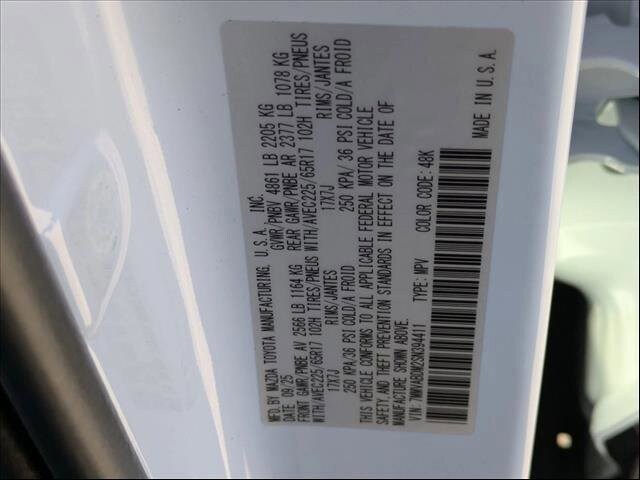 MFD. BY MAZDA TOYOTA MANUFACTURING, U.S.A., INC.
DATE 09/25 GVWR/PNBV 4861 LB 2205 KG
FRONT GAWR/PNBE AV 2566 LB 1164 KG REAR GAWR/PNBE AR 2377 LB 1078 KG
WITH/AVEC225/65R17 102H TIRES/PNEUS WITH/AVEC225/65R17 102H TIRES/PNEUS
17X7J RIMS/JANTES 17X7J RIMS/JANTES
250 KPA/36 PSI COLD/A FROID 250 KPA/36 PSI COLD/A FROID
THIS VEHICLE CONFORMS TO ALL APPLICABLE FEDERAL MOTOR VEHICLE
SAFETY, AND THEFT PREVENTION STANDARDS IN EFFECT ON THE DATE OF
MANUFACTURE SHOWN ABOVE.
VIN: 7MMVABDM2SN394411 TYPE: MPV COLOR CODE: 48K
MADE IN U.S.A.